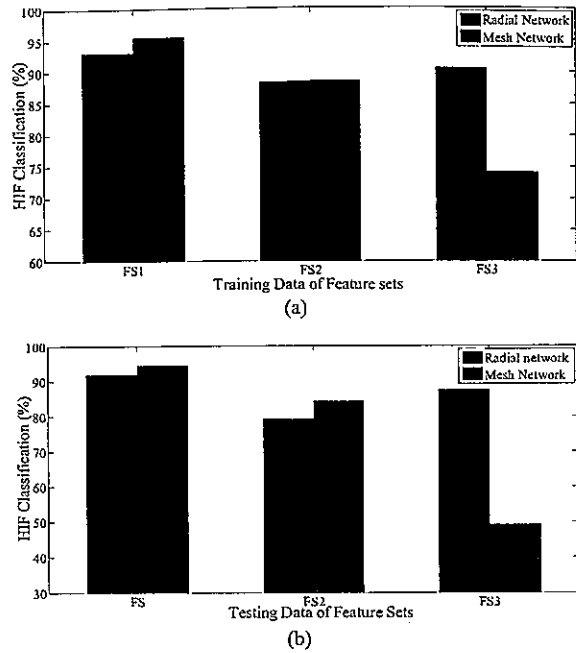 100
95
90
85
80
75
70
65
60
HIF Classification (%)
Radial Network
Mesh Network
FS1 FS2 FS3
Training Data of Feature sets
(a)
100
90
80
70
60
50
40
30
HIF Classification (%)
Radial network
Mesh Network
FS FS2 FS3
Testing Data of Feature Sets
(b)